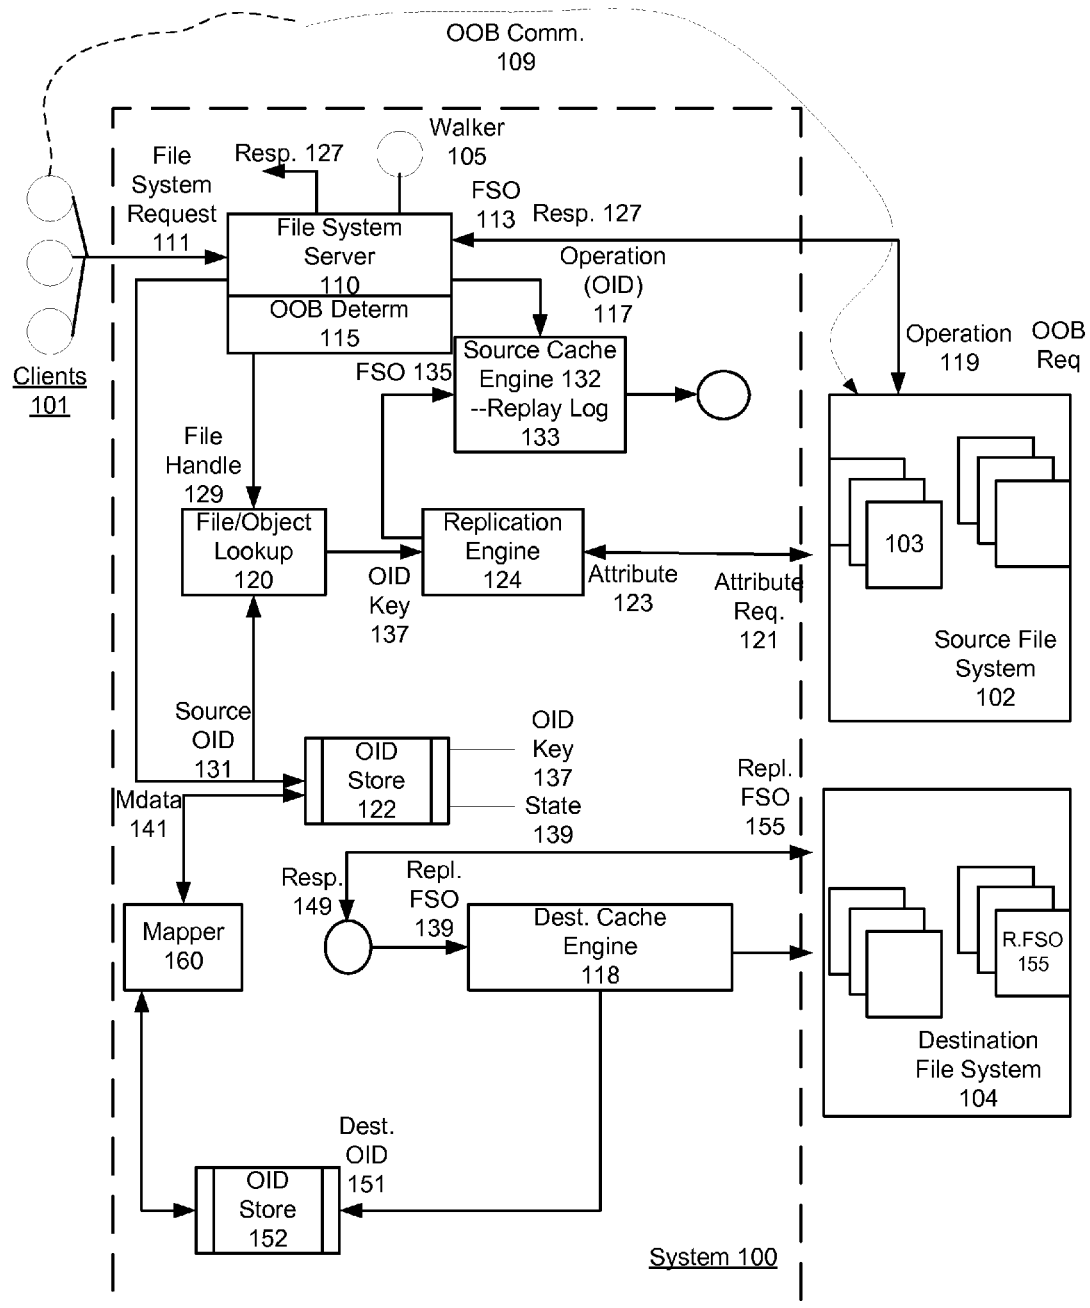 OOB Comm.
109
Walker
105
File
System
Request
111
Resp. 127
FSO
113
Resp. 127
File System
Server
110
Operation
(OID)
117
OOB Determ
115
Clients
101
FSO 135
Source Cache
Engine 132
--Replay Log
133
Operation
119
OOB
Req
File
Handle
129
File/Object
Lookup
120
OID
Key
137
Replication
Engine
124
Attribute
123
Attribute
Req.
121
103
Source File
System
102
Source
OID
131
OID
Store
122
OID
Key
137
State
139
Mdata
141
Repl.
FSO
155
Resp.
149
Repl.
FSO
139
Mapper
160
Dest. Cache
Engine
118
R.FSO
155
Destination
File System
104
Dest.
OID
151
OID
Store
152
System 100